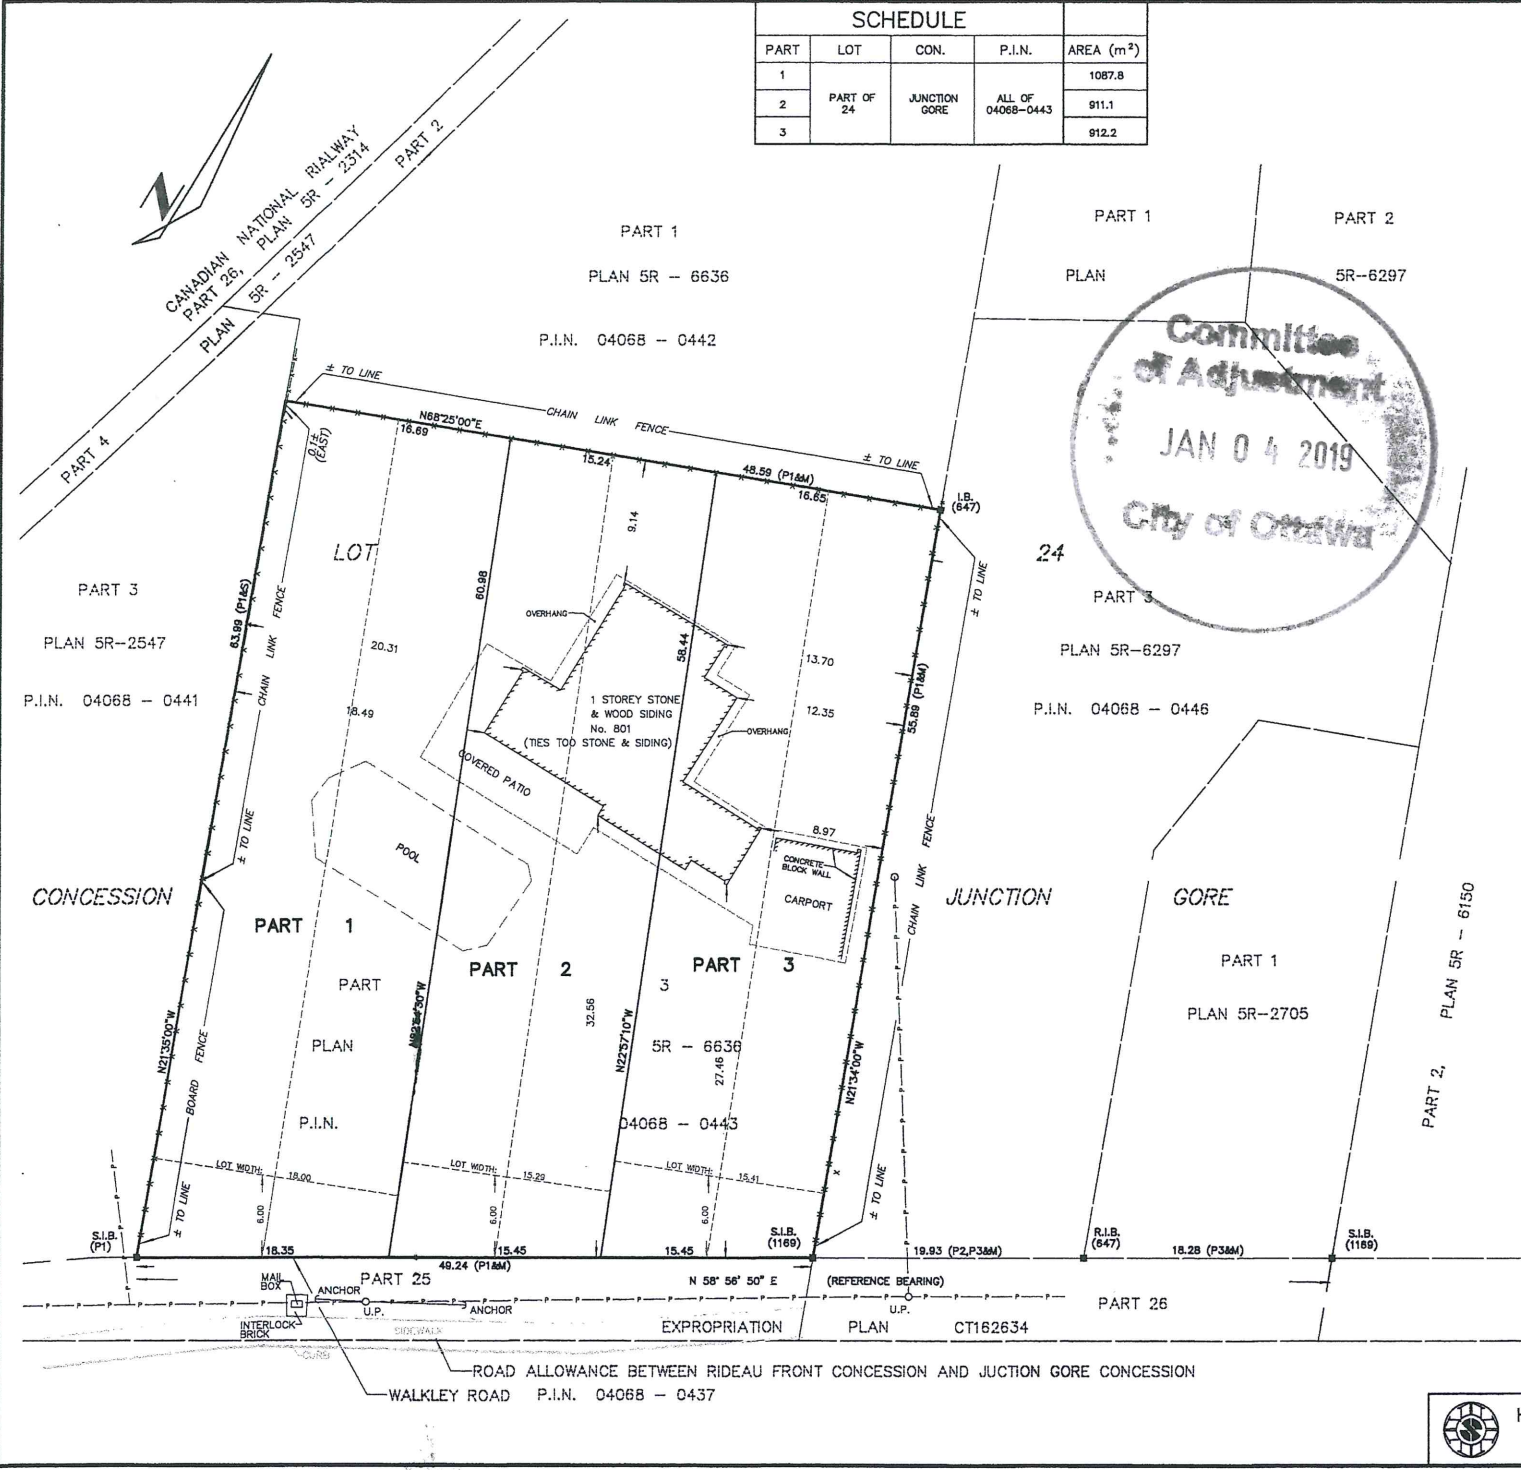 SCHEDULE
PART LOT CON. P.I.N. AREA (m²)
1 1087.8
2 PART OF 24 JUNCTION GORE ALL OF 04068-0443 911.1
3 912.2
N
CANADIAN NATIONAL RIALWAY
PART 26, PLAN 5R - 2314
PART 2
PLAN 5R - 2547
PART 4
PART 1
PLAN 5R - 6636
P.I.N. 04068 - 0442
PART 1
PART 2
PLAN 5R-6297
Committee
of Adjustment
JAN 0 4 2019
City of Ottawa
± TO LINE
CHAIN LINK FENCE
± TO LINE
N68°25'00"E
16.69
15.24
48.59 (P1&M)
16.65
I.B.
(647)
0.1±
(EAST)
LOT
24
9.14
60.98
63.99 (P1&S)
CHAIN LINK FENCE
± TO LINE
PART 3
PLAN 5R-2547
P.I.N. 04068 - 0441
20.31
18.49
OVERHANG
58.44
1 STOREY STONE
& WOOD SIDING
No. 801
(TIES TOO STONE & SIDING)
OVERHANG
13.70
12.35
55.89 (P1&M)
± TO LINE
PART 3
PLAN 5R-6297
P.I.N. 04068 - 0446
COVERED PATIO
POOL
8.97
CONCRETE
BLOCK WALL
CARPORT
CHAIN LINK FENCE
CONCESSION
JUNCTION GORE
PART 1
PART 2
PART 3
PART 3
PLAN 5R - 6636
P.I.N. 04068 - 0443
32.56
27.46
N21°35'00"W
BOARD FENCE
± TO LINE
N22°57'10"W
N21°34'00"W
± TO LINE
PART 1
PLAN 5R-2705
PART 2, PLAN 5R - 6150
LOT WIDTH: 18.00
LOT WIDTH: 15.29
LOT WIDTH: 15.41
6.00
6.00
6.00
S.I.B.
(P1)
S.I.B.
(1169)
R.I.B.
(647)
S.I.B.
(1169)
18.35
15.45
15.45
19.93 (P2,P3&M)
18.28 (P3&M)
49.24 (P1&M)
N 58° 56' 50" E (REFERENCE BEARING)
PART 25
MAIL
BOX
ANCHOR
U.P.
ANCHOR
U.P.
PART 26
INTERLOCK
BRICK
SIDEWALK
CURB
EXPROPRIATION PLAN CT162634
ROAD ALLOWANCE BETWEEN RIDEAU FRONT CONCESSION AND JUCTION GORE CONCESSION
WALKLEY ROAD P.I.N. 04068 - 0437